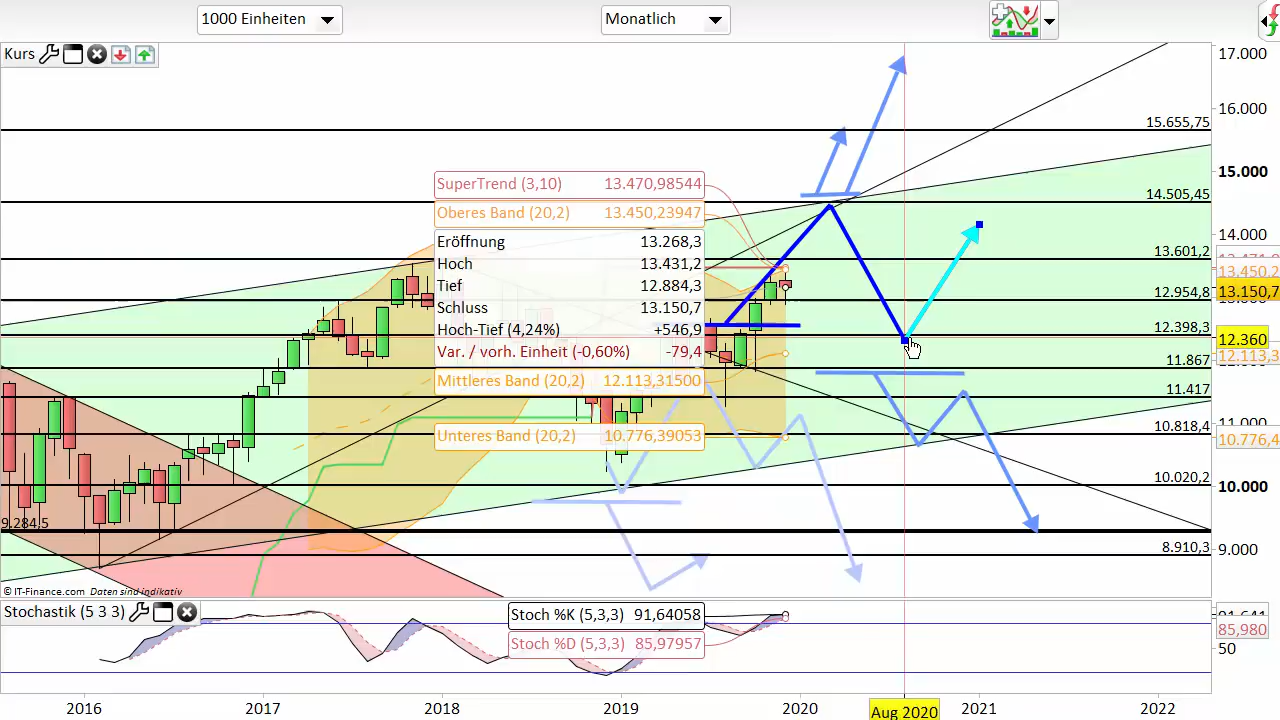 1000 Einheiten
Monatlich
Kurs
17.000
16.000
15.655,75
15.000
14.505,45
14.000
13.601,2
13.450,2
12.954,8
13.150,7
12.398,3
12.360
12.113,3
11.867
11.417
11.000
10.818,4
10.776,4
10.020,2
10.000
9.284,5
9.000
8.910,3
SuperTrend (3,10) 13.470,98544
Oberes Band (20,2) 13.450,23947
Eröffnung 13.268,3
Hoch 13.431,2
Tief 12.884,3
Schluss 13.150,7
Hoch-Tief (4,24%) +546,9
Var. / vorh. Einheit (-0,60%) -79,4
Mittleres Band (20,2) 12.113,31500
Unteres Band (20,2) 10.776,39053
© IT-Finance.com Daten sind indikativ
Stochastik (5 3 3)
Stoch %K (5,3,3) 91,64058
Stoch %D (5,3,3) 85,97957
85,980
50
2016 2017 2018 2019 2020 Aug 2020 2021 2022